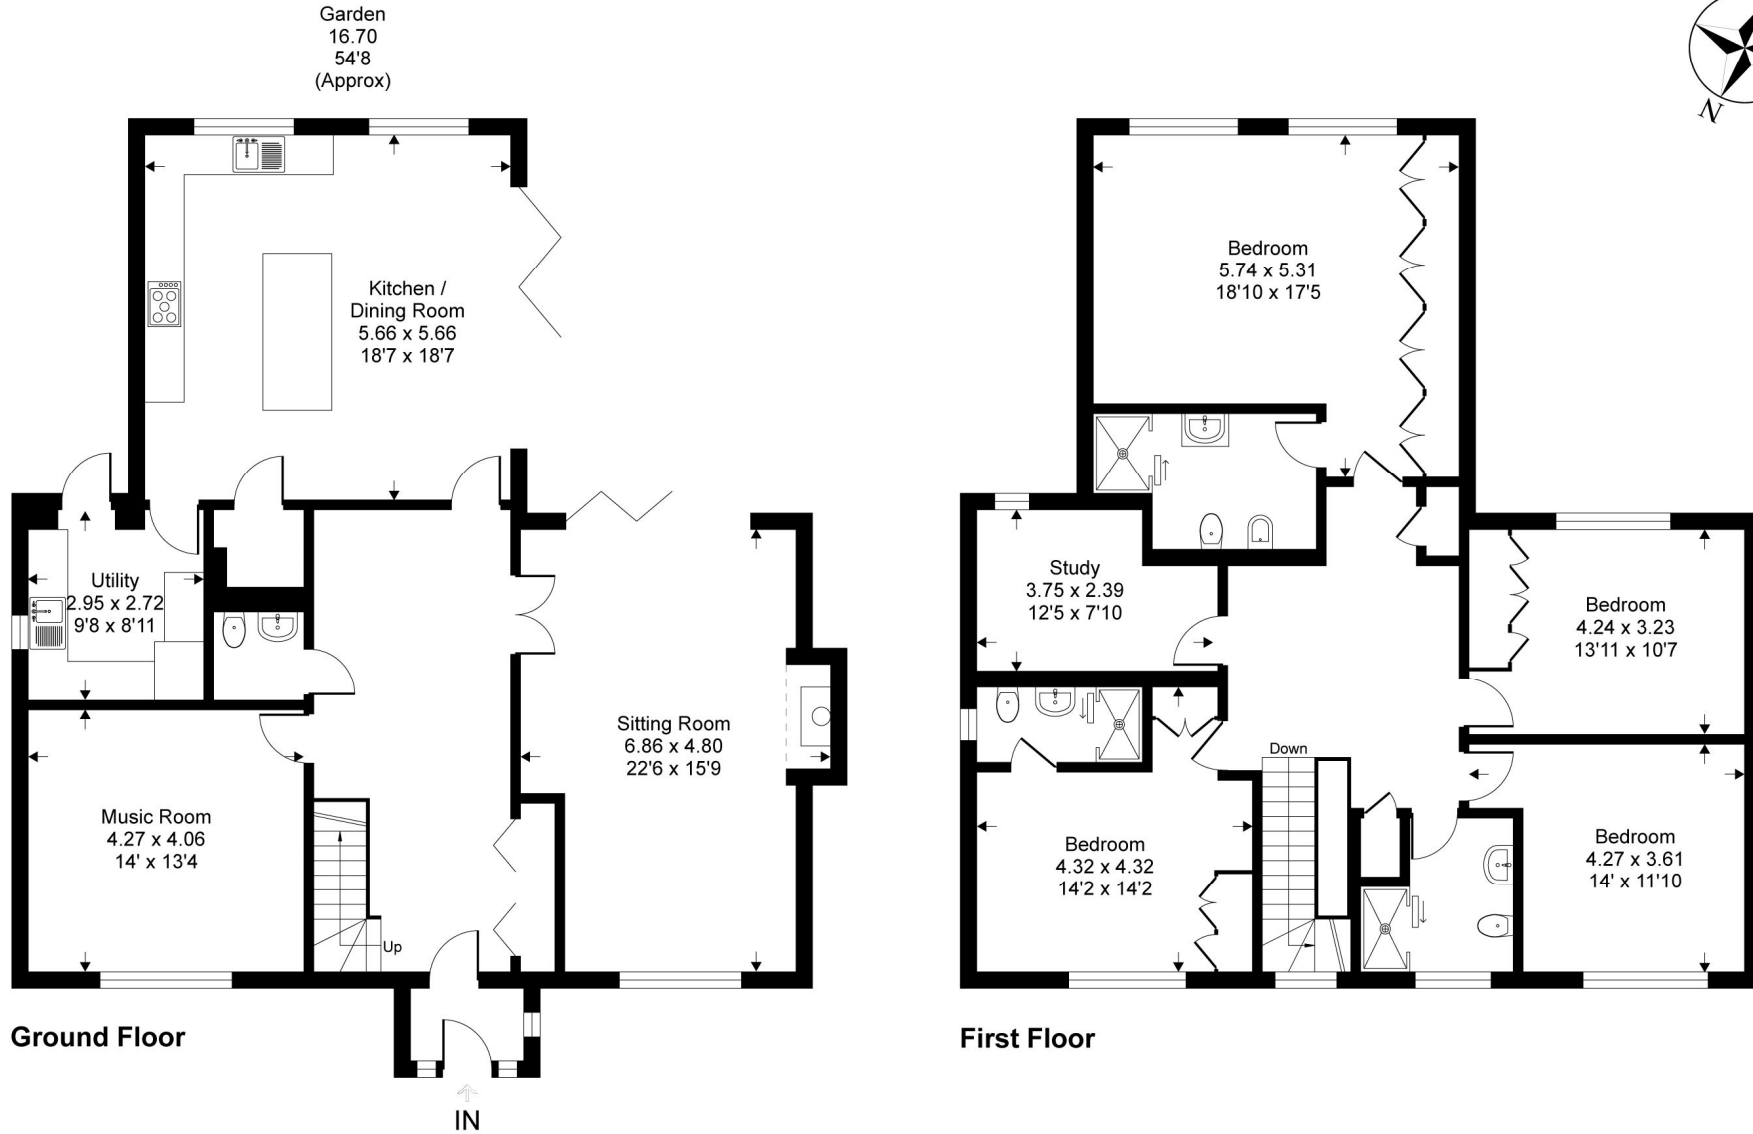 Garden
16.70
54'8
(Approx)
N
Kitchen /
Dining Room
5.66 x 5.66
18'7 x 18'7
Utility
2.95 x 2.72
9'8 x 8'11
Sitting Room
6.86 x 4.80
22'6 x 15'9
Music Room
4.27 x 4.06
14' x 13'4
Up
IN
Ground Floor
Bedroom
5.74 x 5.31
18'10 x 17'5
Study
3.75 x 2.39
12'5 x 7'10
Bedroom
4.24 x 3.23
13'11 x 10'7
Down
Bedroom
4.32 x 4.32
14'2 x 14'2
Bedroom
4.27 x 3.61
14' x 11'10
First Floor